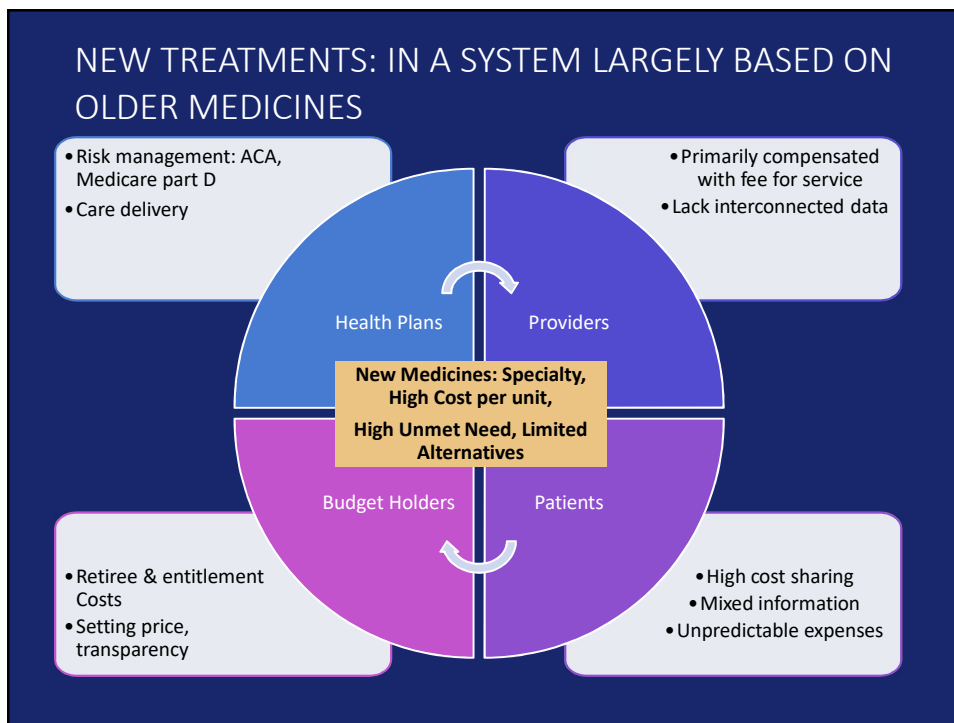 NEW TREATMENTS: IN A SYSTEM LARGELY BASED ON
OLDER MEDICINES
•Risk management: ACA,
Medicare part D
•Care delivery
•Primarily compensated
with fee for service
•Lack interconnected data
Health Plans
Providers
New Medicines: Specialty,
High Cost per unit,
High Unmet Need, Limited
Alternatives
Budget Holders
Patients
•Retiree & entitlement
Costs
•Setting price,
transparency
•High cost sharing
•Mixed information
•Unpredictable expenses